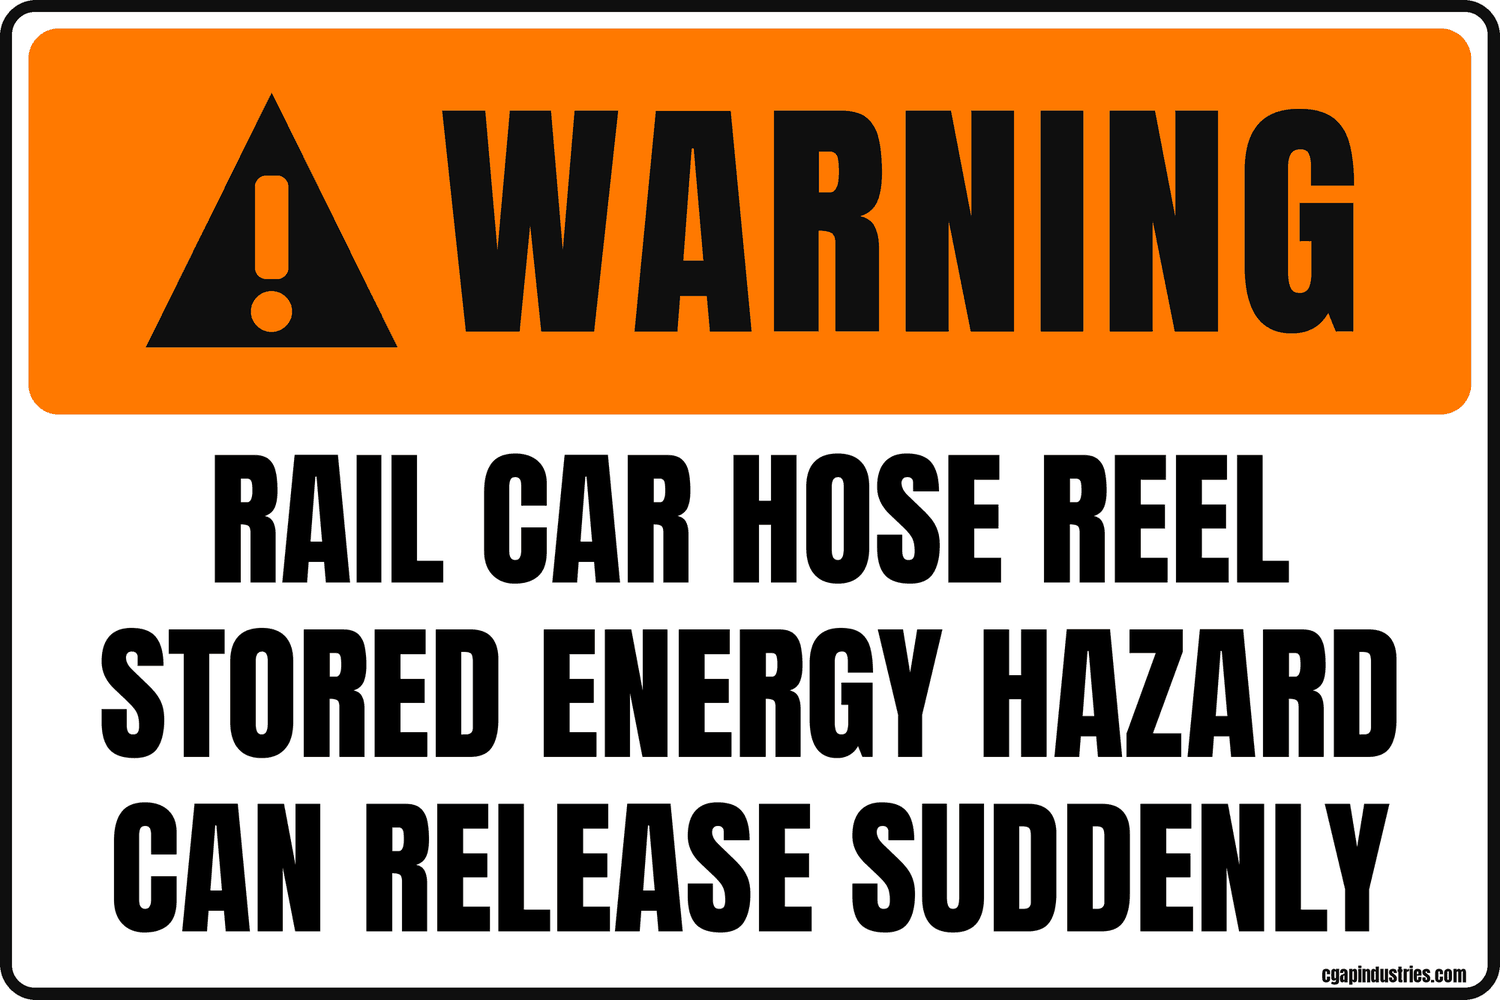 WARNING
RAIL CAR HOSE REEL
STORED ENERGY HAZARD
CAN RELEASE SUDDENLY
cgapindustries.com